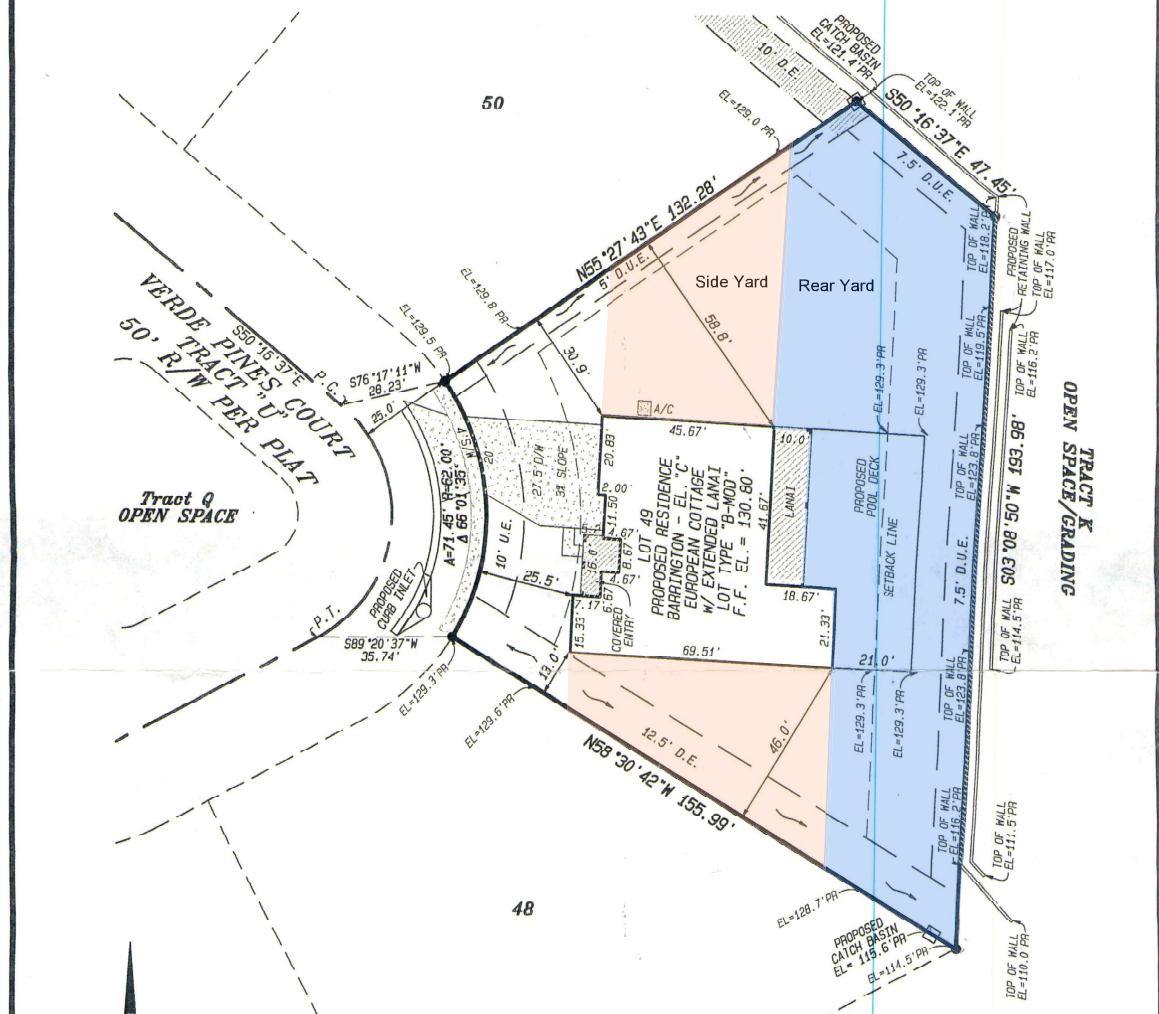 PROPOSED
CATCH BASIN
EL=121.4'PR
10' D.E.
TOP OF WALL
EL=122.1'PR
50
EL=129.0 PR
S50°16'37"E 47.45'
7.5' D.U.E.
N55°27'43"E 132.28'
5' D.U.E.
TOP OF WALL
EL=118.2'P
PROPOSED
RETAINING WALL
TOP OF WALL
EL=117.0'PR
Side Yard
Rear Yard
VERDE PINES COURT
TRACT "U"
50' R/W PER PLAT
S50°16'37"E
P.C.
S76°17'11"W
28.23'
25.0'
EL=129.5 PR
EL=129.8 PR
30.9'
58.8'
EL=129.3'PR
EL=129.3'PR
TOP OF WALL
EL=119.5'PR
TOP OF WALL
EL=116.2'PR
A/C
45.67'
10.0'
4' S/W
20'
27.5'D/W
3% SLOPE
20.83
2.00'
11.50
4.67'
8.67
16.0'
4.67'
6.67
7.17'
15.33'
COVERED
ENTRY
LOT 49
PROPOSED RESIDENCE
BARRINGTON - EL. "C"
EUROPEAN COTTAGE
W/ EXTENDED LANAI
LOT TYPE "B-MOD"
F.F. EL. = 130.80'
41.67'
LANAI
PROPOSED
POOL DECK
SETBACK LINE
TOP OF WALL
EL=123.8'PR
S03°08'50"W 193.98'
TRACT K
OPEN SPACE/GRADING
7.5' D.U.E.
Tract Q
OPEN SPACE
A=71.45' R=62.00'
Δ 66°01'35"
10' U.E.
25.5'
PROPOSED
CURB INLET
P.T.
S89°20'37"W
35.74'
18.67'
21.33'
69.51'
21.0'
13.0'
TOP OF WALL
EL=114.5'PR
TOP OF WALL
EL=123.8'PR
EL=129.3'PR
EL=129.6'PR
EL=129.3'PR
EL=129.3'PR
12.5' D.E.
46.0'
N58°30'42"W 155.99'
TOP OF WALL
EL=116.2'PR
TOP OF WALL
EL=111.5'PR
48
EL=128.7'PR
PROPOSED
CATCH BASIN
EL= 115.6'PR
EL=114.5'PR
TOP OF WALL
EL=110.0 PR